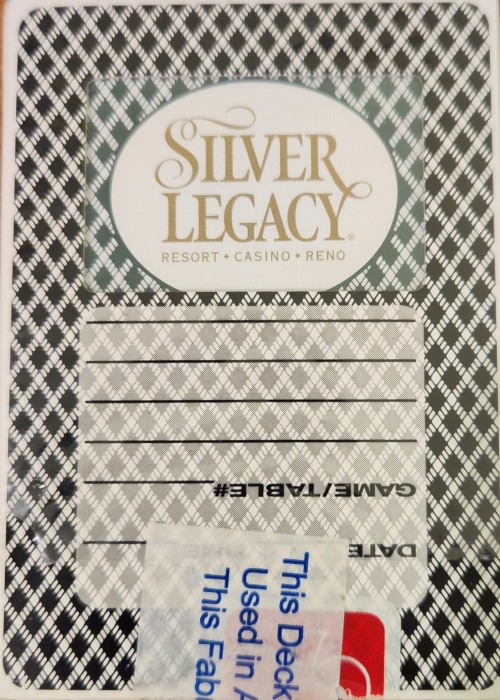 SILVER
LEGACY®
RESORT • CASINO • RENO
GAME/TABLE#
DATE
This Deck
Used in A
This Fab